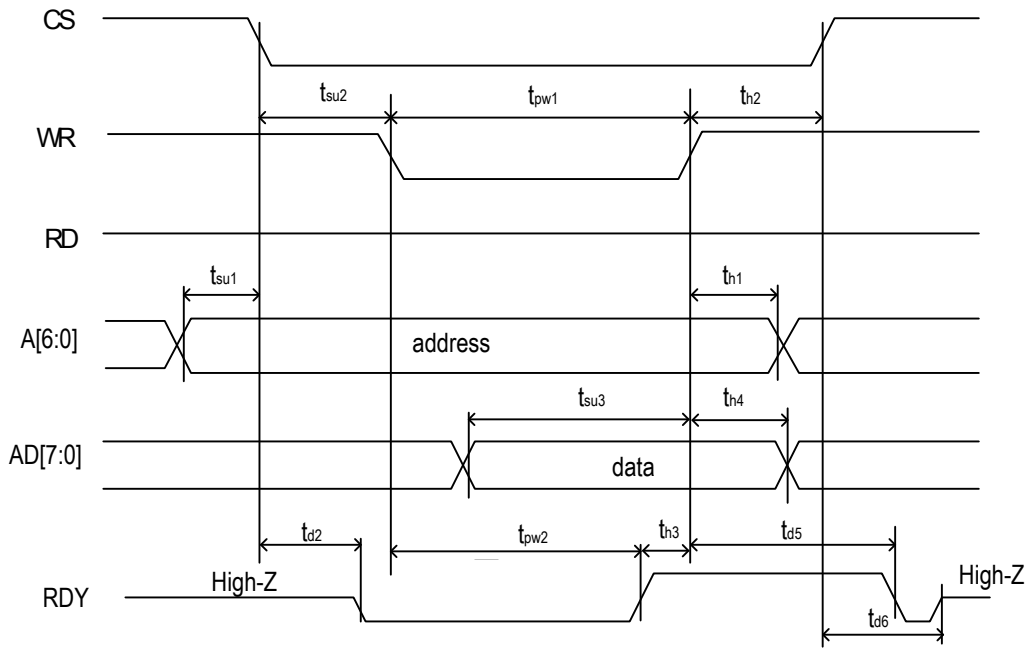 CS
tsu2 tpw1 th2
WR
RD
tsu1 th1
A[6:0] address
tsu3 th4
AD[7:0] data
td2 tpw2 th3 td5
RDY High-Z High-Z
td6